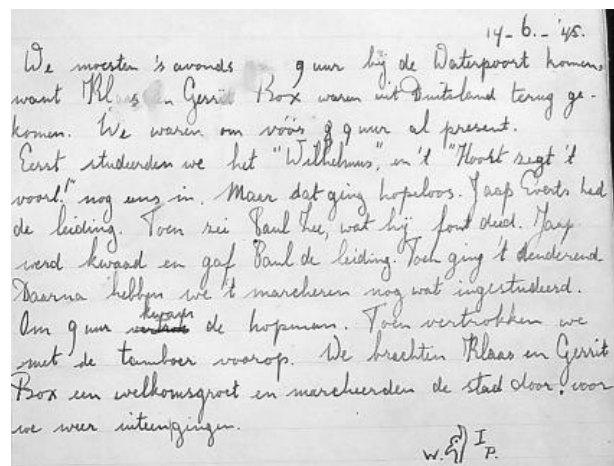 14-6.-'45.
We moesten 's avonds 9 uur bij de Waterpoort komen,
want Klaas en Gerrit Box waren uit Duitsland terug ge-
komen. We waren om vóór 9 uur al present.
Eerst studeerden we het "Wilhelmus", en 't "Hoort zegt 't
voort!" nog eens in. Maar dat ging hopeloos. Jaap Everts had
de leiding. Toen zei Paul Zee, wat hij fout deed. Jaap
werd kwaad en gaf Paul de leiding. Toen ging 't denderend
Daarna hebben we 't marcheren nog wat ingestudeerd.
Om 9 uur kwam de hopman. Toen vertrokken we
met de tamboer voorop. We brachten Klaas en Gerrit
Box een welkomsgroet en marcheerden de stad door, voor
we weer uiteengingen.
W. I
P.